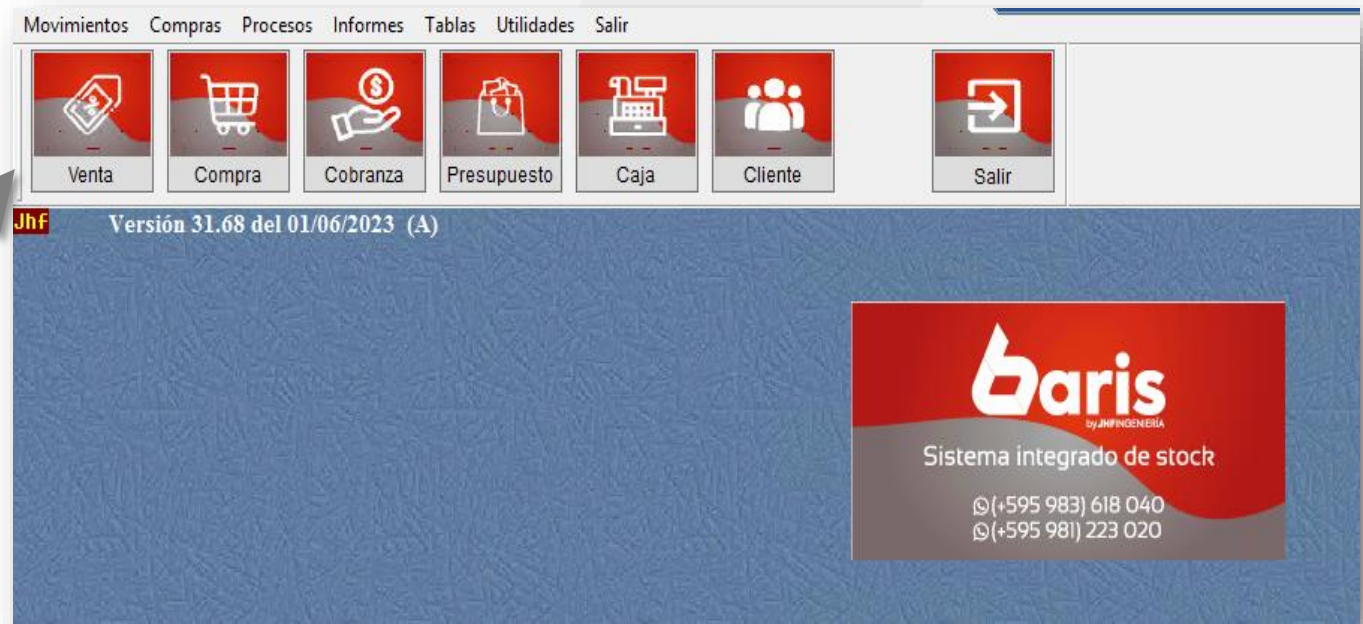 Movimientos Compras Procesos Informes Tablas Utilidades Salir
Venta Compra Cobranza Presupuesto Caja Cliente Salir
Jhf Versión 31.68 del 01/06/2023 (A)
baris
by JHFINGENIERÍA
Sistema integrado de stock
(+595 983) 618 040
(+595 981) 223 020